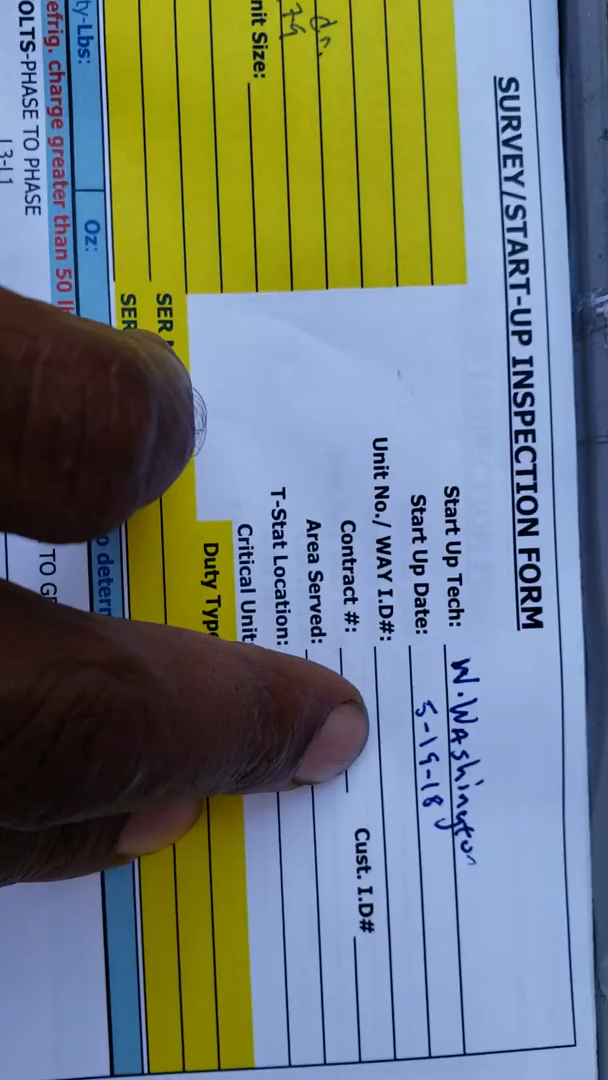 SURVEY/START-UP INSPECTION FORM
Start Up Tech: W. Washington
Start Up Date: 5-19-18
Unit No./ WAY I.D#:
Contract #: Cust. I.D#
Area Served:
T-Stat Location:
nit Size: Critical Unit
Duty Typ
SER
SER
ty-Lbs: Oz:
efrig. charge greater than 50 l
o determ
OLTS-PHASE TO PHASE
TO G
L3-L1